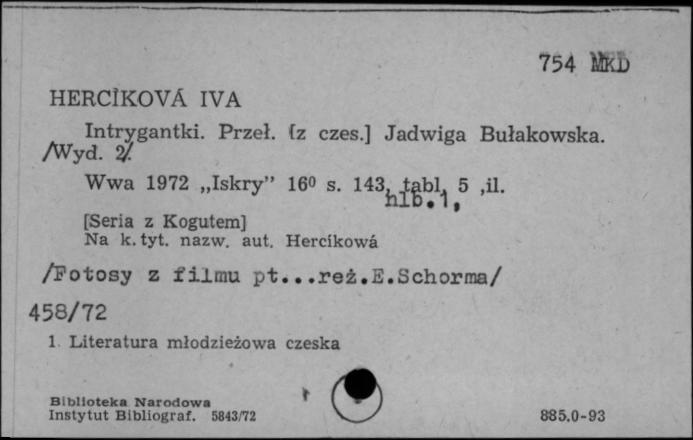 754 MKD
HERCÍKOVÁ IVA
Intrygantki. Przeł. [z czes.] Jadwiga Bułakowska.
/Wyd. 2/.
Wwa 1972 „Iskry” 16⁰ s. 143, tabl. 5 ,il.
nlb.1,
[Seria z Kogutem]
Na k. tyt. nazw. aut. Hercíkowá
/Fotosy z filmu pt...reż.E.Schorma/
458/72
1. Literatura młodzieżowa czeska
Biblioteka Narodowa
Instytut Bibliograf. 5843/72
885.0-93